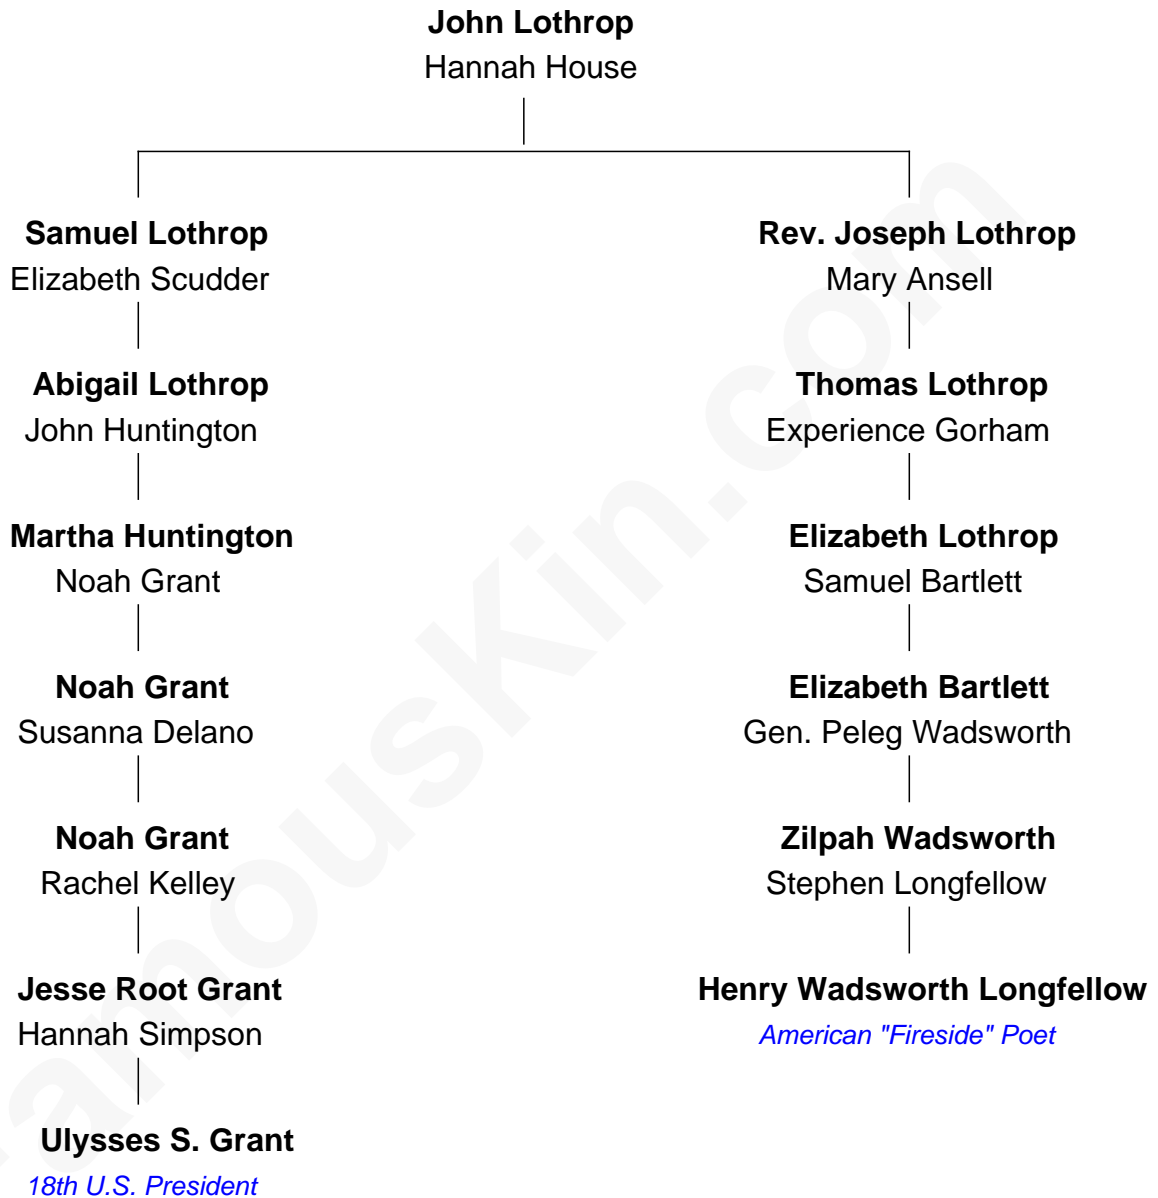 John Lothrop
Hannah House
Samuel Lothrop
Elizabeth Scudder
Rev. Joseph Lothrop
Mary Ansell
Abigail Lothrop
John Huntington
Thomas Lothrop
Experience Gorham
Martha Huntington
Noah Grant
Elizabeth Lothrop
Samuel Bartlett
Noah Grant
Susanna Delano
Elizabeth Bartlett
Gen. Peleg Wadsworth
Noah Grant
Rachel Kelley
Zilpah Wadsworth
Stephen Longfellow
Jesse Root Grant
Hannah Simpson
Henry Wadsworth Longfellow
American "Fireside" Poet
Ulysses S. Grant
18th U.S. President
famouskin.com